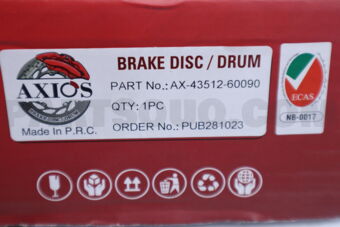 BRAKE DISC / DRUM
AXIOS
PART No.: AX-43512-60090
QTY: 1PC
Made In P.R.C.
ORDER No.: PUB281023
ECAS
NB-0017